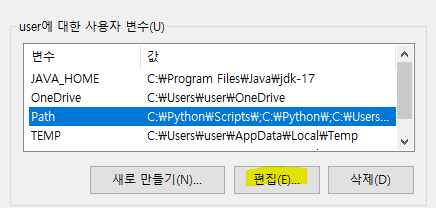 user에 대한 사용자 변수(U)
변수 값
JAVA_HOME C:₩Program Files₩Java₩jdk-17
OneDrive C:₩Users₩user₩OneDrive
Path C:₩Python₩Scripts₩;C:₩Python₩;C:₩Users...
TEMP C:₩Users₩user₩AppData₩Local₩Temp
새로 만들기(N)... 편집(E)... 삭제(D)